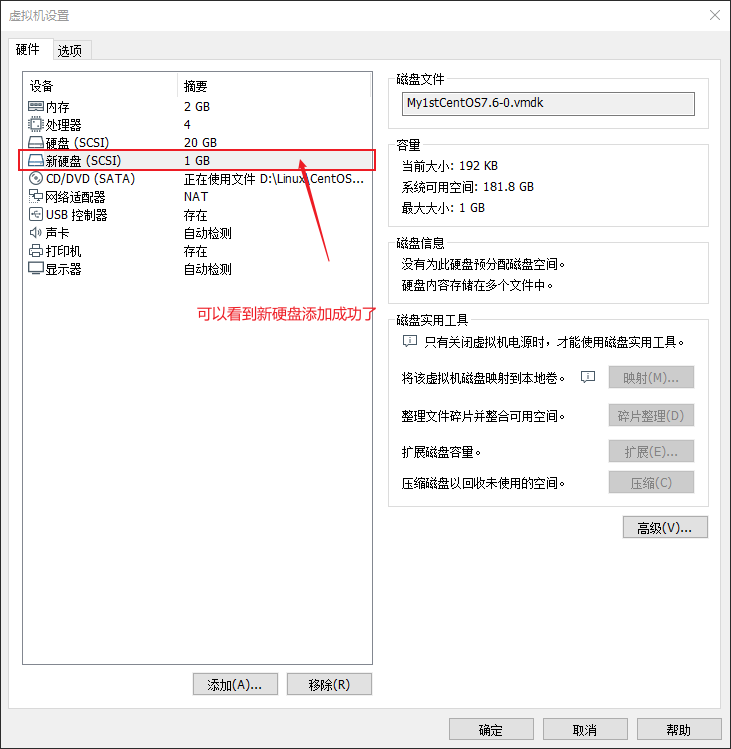 虚拟机设置
硬件
选项
设备 摘要
内存 2 GB
处理器 4
硬盘 (SCSI) 20 GB
新硬盘 (SCSI) 1 GB
CD/DVD (SATA) 正在使用文件 D:\Linux\CentOS...
网络适配器 NAT
USB 控制器 存在
声卡 自动检测
打印机 存在
显示器 自动检测
可以看到新硬盘添加成功了
添加(A)...
移除(R)
磁盘文件
My1stCentOS7.6-0.vmdk
容量
当前大小: 192 KB
系统可用空间: 181.8 GB
最大大小: 1 GB
磁盘信息
没有为此硬盘预分配磁盘空间。
硬盘内容存储在多个文件中。
磁盘实用工具
只有关闭虚拟机电源时，才能使用磁盘实用工具。
将该虚拟机磁盘映射到本地卷。 映射(M)...
整理文件碎片并整合可用空间。 碎片整理(D)
扩展磁盘容量。 扩展(E)...
压缩磁盘以回收未使用的空间。 压缩(C)
高级(V)...
确定
取消
帮助